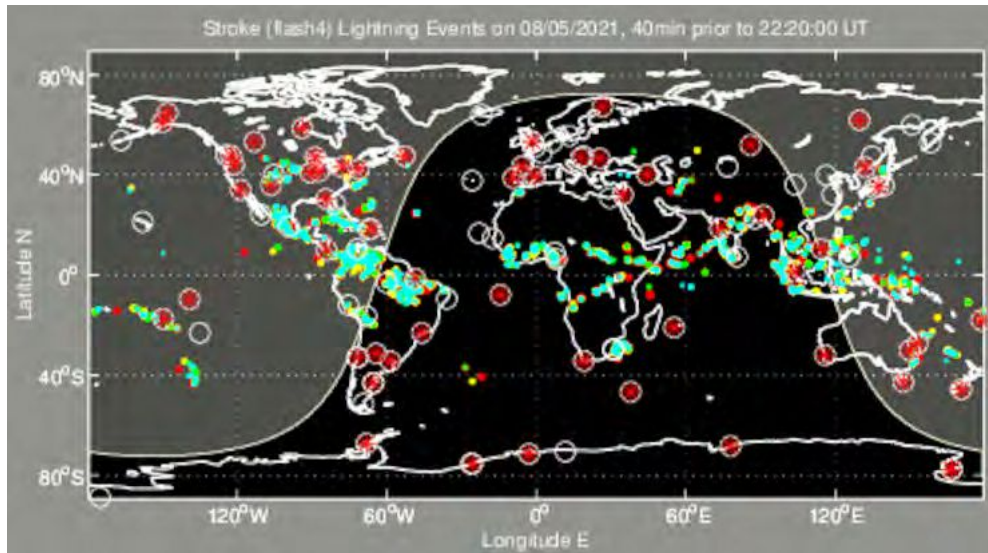 Stroke (flash4) Lightning Events on 08/05/2021, 40min prior to 22:20:00 UT
80°N
40°N
0°
40°S
80°S
Latitude N
120°W
60°W
0°
60°E
120°E
Longitude E